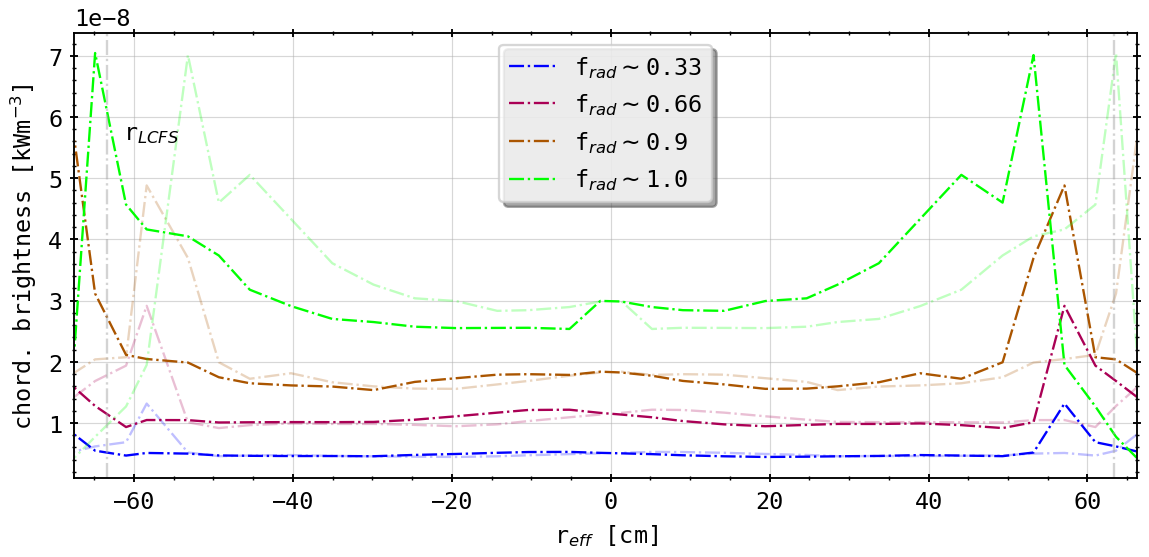 1e−8
7
6
5
4
3
2
1
chord. brightness [kWm⁻³]
r_LCFS
f_rad ~ 0.33
f_rad ~ 0.66
f_rad ~ 0.9
f_rad ~ 1.0
−60 −40 −20 0 20 40 60
r_eff [cm]